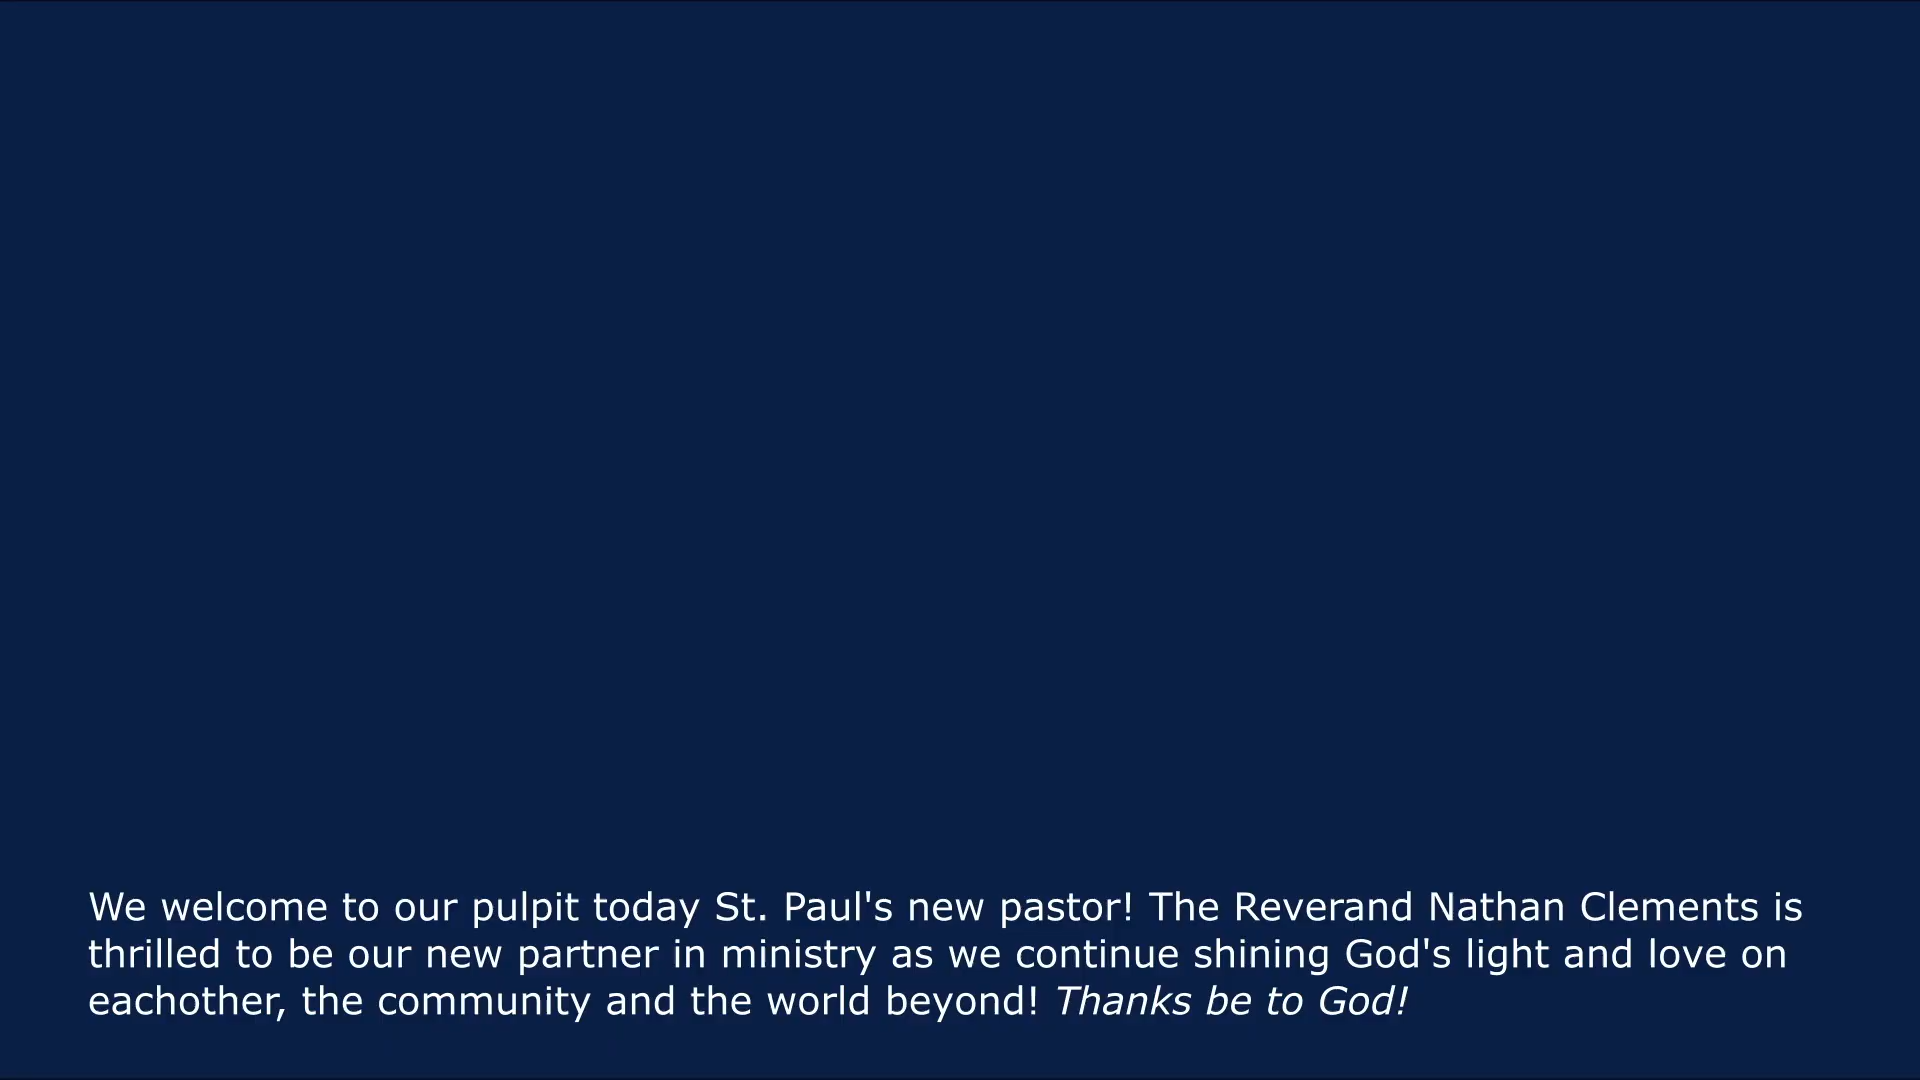 We welcome to our pulpit today St. Paul's new pastor! The Reverand Nathan Clements is
thrilled to be our new partner in ministry as we continue shining God's light and love on
eachother, the community and the world beyond! Thanks be to God!